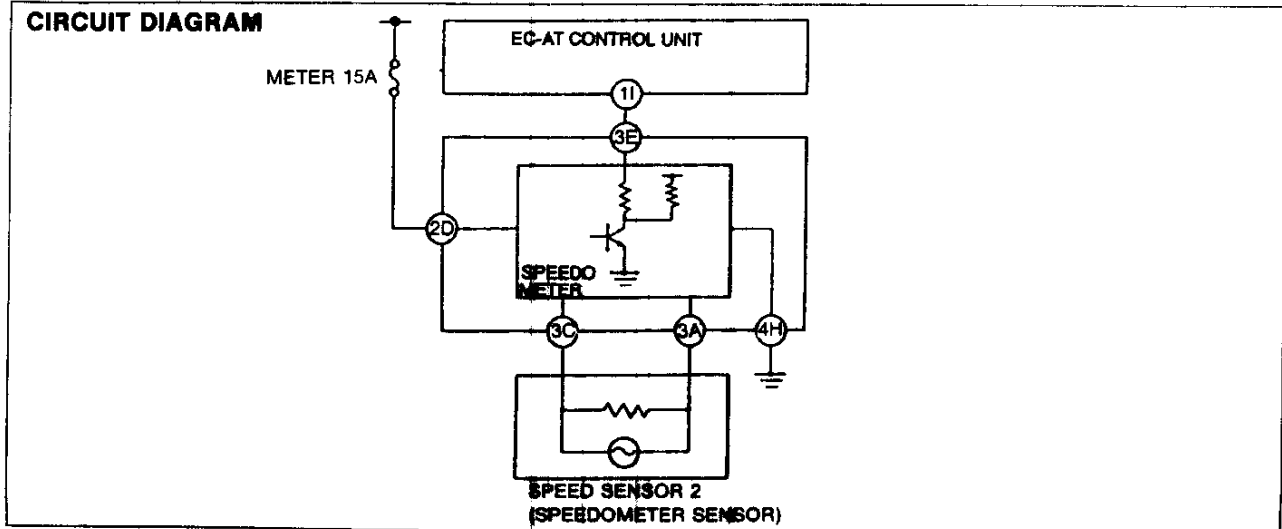 CIRCUIT DIAGRAM
EC-AT CONTROL UNIT
METER 15A
1I
3E
2D
SPEEDO
METER
3C
3A
4H
SPEED SENSOR 2
(SPEEDOMETER SENSOR)